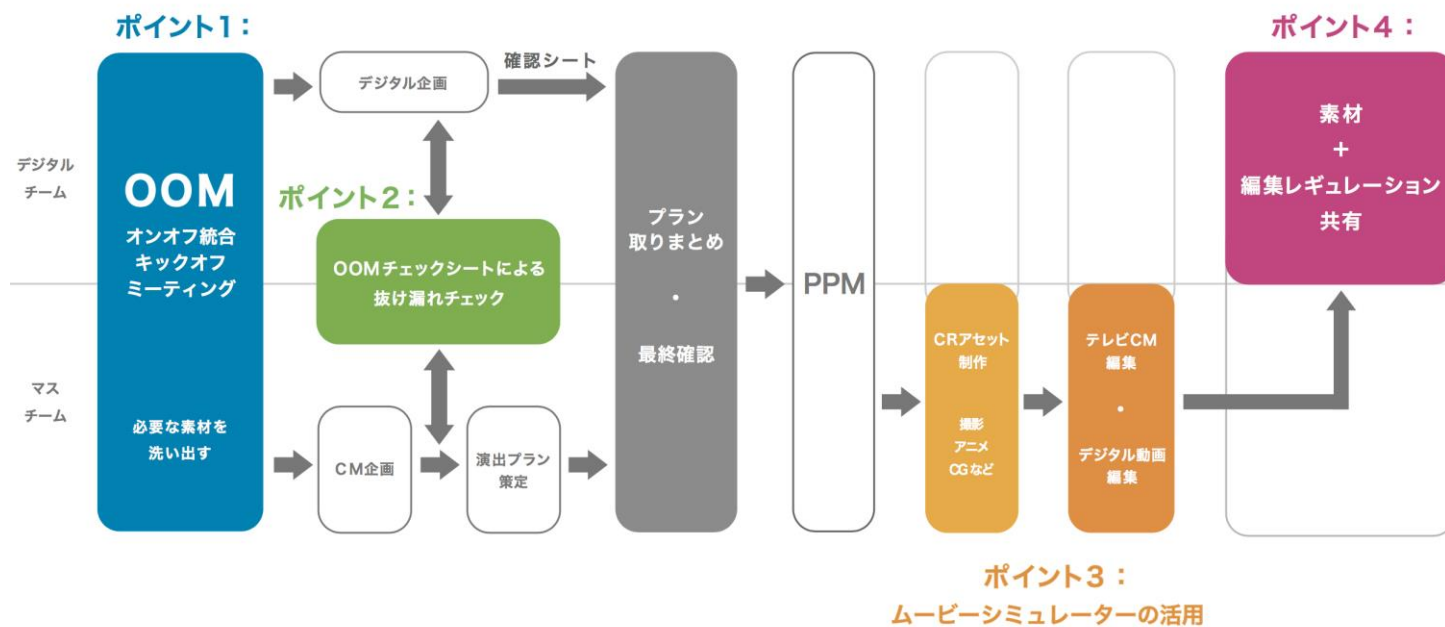 ポイント1：
ポイント4：
デジタル
チーム
マス
チーム
OOM
オンオフ統合
キックオフ
ミーティング
必要な素材を
洗い出す
デジタル企画
確認シート
ポイント2：
OOMチェックシートによる
抜け漏れチェック
CM企画
演出プラン
策定
プラン
取りまとめ
・
最終確認
PPM
CRアセット
制作
撮影
アニメ
CGなど
テレビCM
編集
・
デジタル動画
編集
素材
+
編集レギュレーション
共有
ポイント3：
ムービーシミュレーターの活用